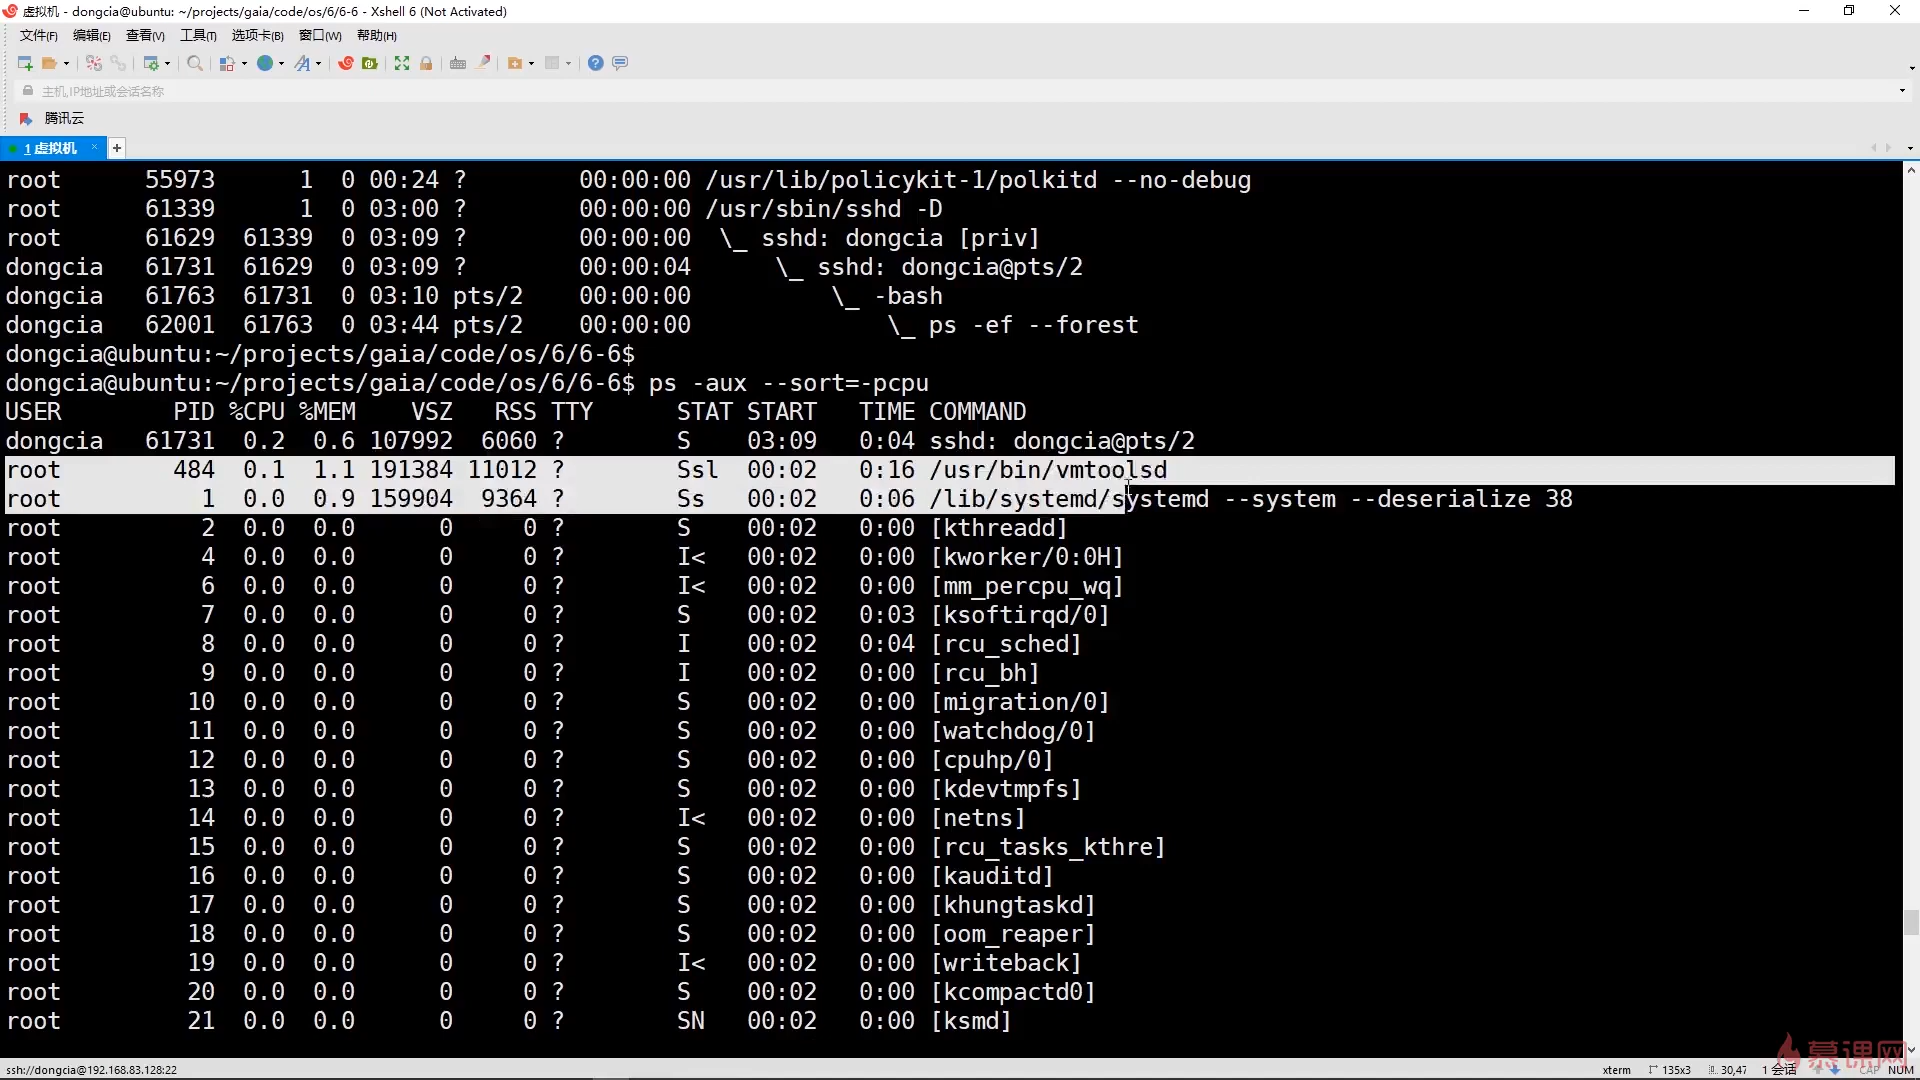 虚拟机 - dongcia@ubuntu: ~/projects/gaia/code/os/6/6-6 - Xshell 6 (Not Activated)
文件(F) 编辑(E) 查看(V) 工具(T) 选项卡(B) 窗口(W) 帮助(H)
主机,IP地址或会话名称
腾讯云
1 虚拟机 × +
root      55973      1  0 00:24 ?        00:00:00 /usr/lib/policykit-1/polkitd --no-debug
root      61339      1  0 03:00 ?        00:00:00 /usr/sbin/sshd -D
root      61629  61339  0 03:09 ?        00:00:00  \_ sshd: dongcia [priv]
dongcia   61731  61629  0 03:09 ?        00:00:04      \_ sshd: dongcia@pts/2
dongcia   61763  61731  0 03:10 pts/2    00:00:00          \_ -bash
dongcia   62001  61763  0 03:44 pts/2    00:00:00              \_ ps -ef --forest
dongcia@ubuntu:~/projects/gaia/code/os/6/6-6$
dongcia@ubuntu:~/projects/gaia/code/os/6/6-6$ ps -aux --sort=-pcpu
USER        PID %CPU %MEM    VSZ   RSS TTY      STAT START   TIME COMMAND
dongcia   61731  0.2  0.6 107992  6060 ?        S    03:09   0:04 sshd: dongcia@pts/2
root        484  0.1  1.1 191384 11012 ?        Ssl  00:02   0:16 /usr/bin/vmtoolsd
root          1  0.0  0.9 159904  9364 ?        Ss   00:02   0:06 /lib/systemd/systemd --system --deserialize 38
root          2  0.0  0.0      0     0 ?        S    00:02   0:00 [kthreadd]
root          4  0.0  0.0      0     0 ?        I<   00:02   0:00 [kworker/0:0H]
root          6  0.0  0.0      0     0 ?        I<   00:02   0:00 [mm_percpu_wq]
root          7  0.0  0.0      0     0 ?        S    00:02   0:03 [ksoftirqd/0]
root          8  0.0  0.0      0     0 ?        I    00:02   0:04 [rcu_sched]
root          9  0.0  0.0      0     0 ?        I    00:02   0:00 [rcu_bh]
root         10  0.0  0.0      0     0 ?        S    00:02   0:00 [migration/0]
root         11  0.0  0.0      0     0 ?        S    00:02   0:00 [watchdog/0]
root         12  0.0  0.0      0     0 ?        S    00:02   0:00 [cpuhp/0]
root         13  0.0  0.0      0     0 ?        S    00:02   0:00 [kdevtmpfs]
root         14  0.0  0.0      0     0 ?        I<   00:02   0:00 [netns]
root         15  0.0  0.0      0     0 ?        S    00:02   0:00 [rcu_tasks_kthre]
root         16  0.0  0.0      0     0 ?        S    00:02   0:00 [kauditd]
root         17  0.0  0.0      0     0 ?        S    00:02   0:00 [khungtaskd]
root         18  0.0  0.0      0     0 ?        S    00:02   0:00 [oom_reaper]
root         19  0.0  0.0      0     0 ?        I<   00:02   0:00 [writeback]
root         20  0.0  0.0      0     0 ?        S    00:02   0:00 [kcompactd0]
root         21  0.0  0.0      0     0 ?        SN   00:02   0:00 [ksmd]
慕课网
ssh://dongcia@192.168.83.128:22 xterm 135x3 30,47 1 会话 CAP NUM